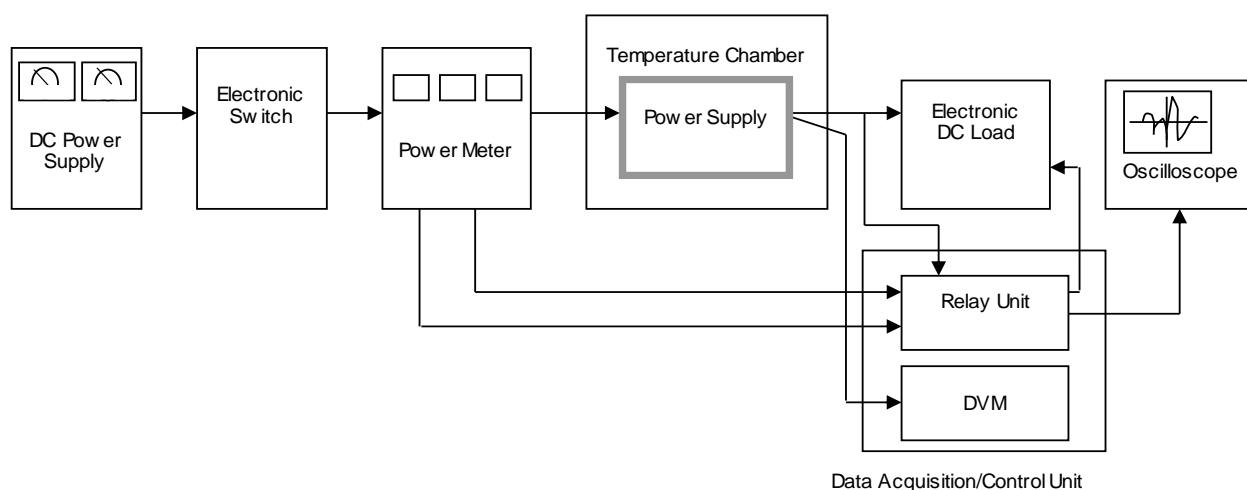 DC Power
Supply
Electronic
Switch
Power Meter
Temperature Chamber
Power Supply
Electronic
DC Load
Oscilloscope
Relay Unit
DVM
Data Acquisition/Control Unit